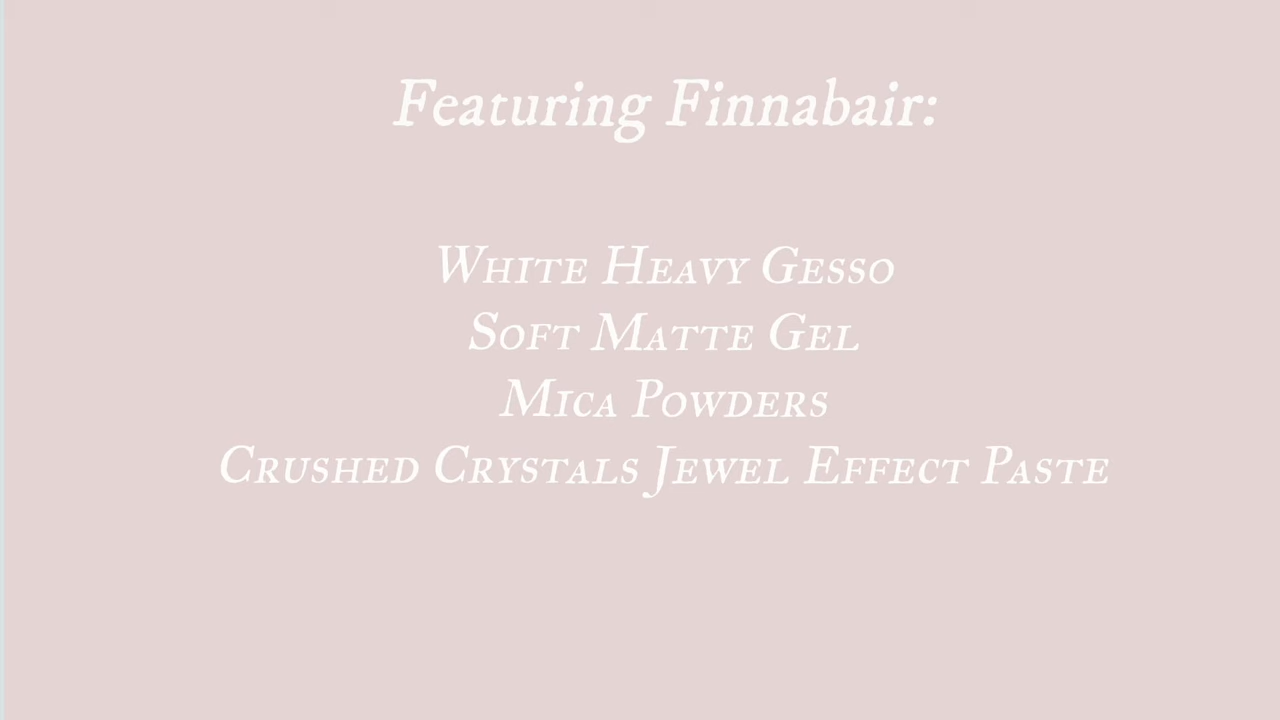 Featuring Finnabair:
White Heavy Gesso
Soft Matte Gel
Mica Powders
Crushed Crystals Jewel Effect Paste